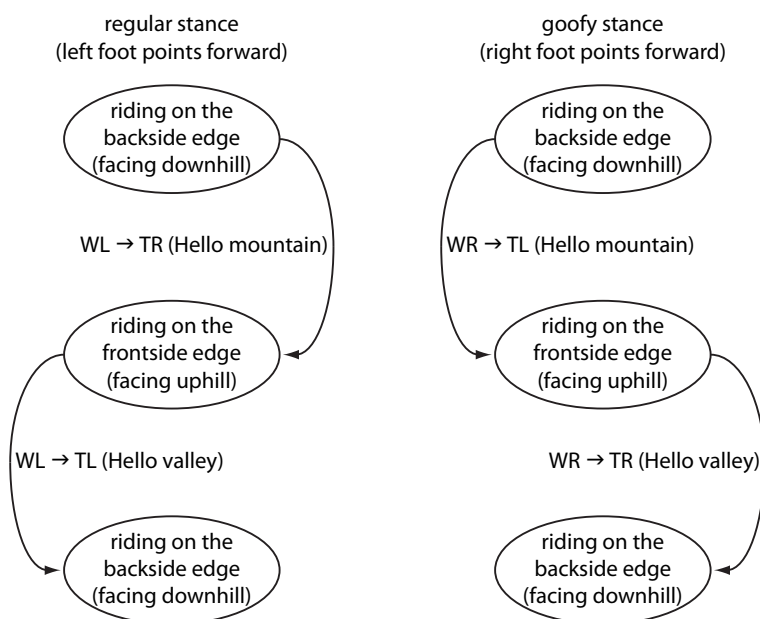 regular stance
(left foot points forward)
riding on the
backside edge
(facing downhill)
WL → TR (Hello mountain)
riding on the
frontside edge
(facing uphill)
WL → TL (Hello valley)
riding on the
backside edge
(facing downhill)
goofy stance
(right foot points forward)
riding on the
backside edge
(facing downhill)
WR → TL (Hello mountain)
riding on the
frontside edge
(facing uphill)
WR → TR (Hello valley)
riding on the
backside edge
(facing downhill)